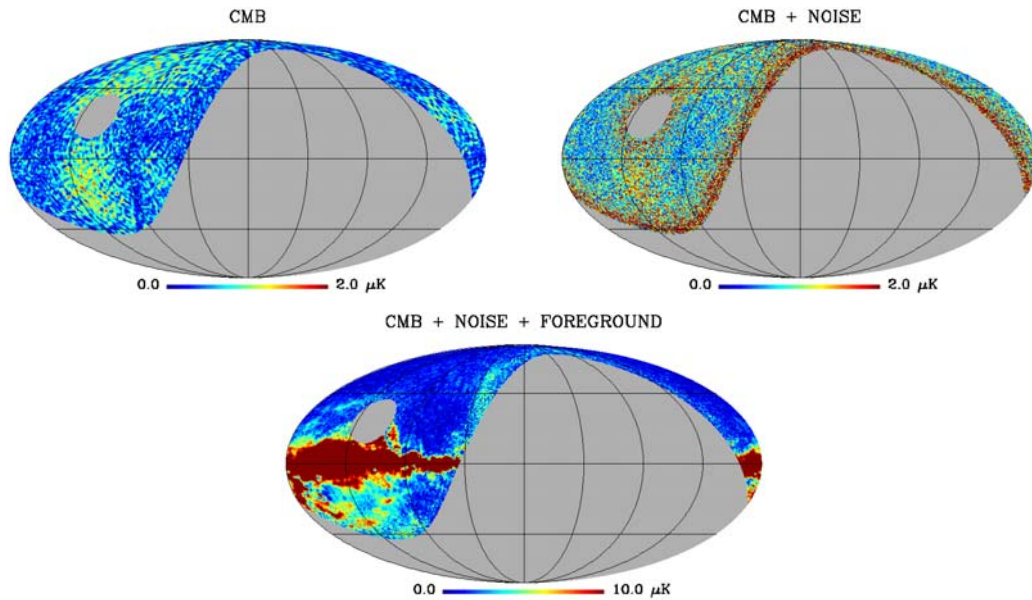 CMB
CMB + NOISE
0.0 2.0 μK
0.0 2.0 μK
CMB + NOISE + FOREGROUND
0.0 10.0 μK